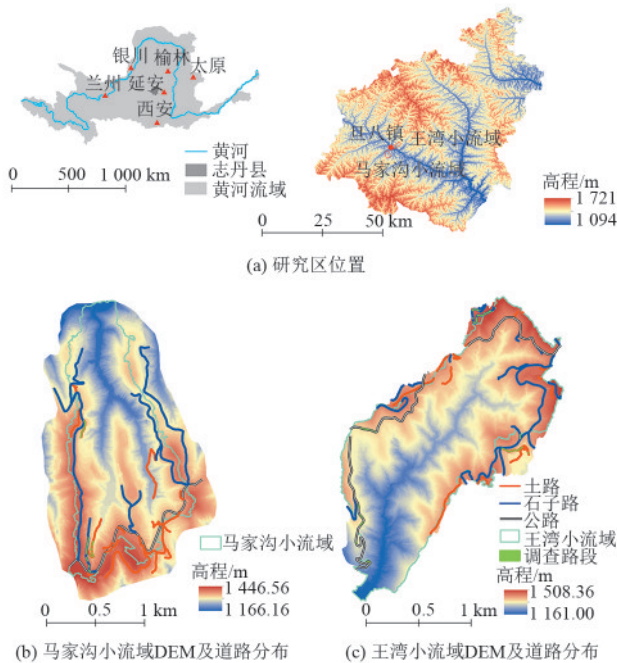 银川 榆林 太原
兰州 延安
西安
黄河
志丹县
黄河流域
0 500 1 000 km
旦八镇 王湾小流域
马家沟小流域
高程/m
1 721
1 094
0 25 50 km
(a) 研究区位置
马家沟小流域
高程/m
1 446.56
1 166.16
0 0.5 1 km
(b) 马家沟小流域DEM及道路分布
土路
石子路
公路
王湾小流域
调查路段
高程/m
1 508.36
1 161.00
0 0.5 1 km
(c) 王湾小流域DEM及道路分布